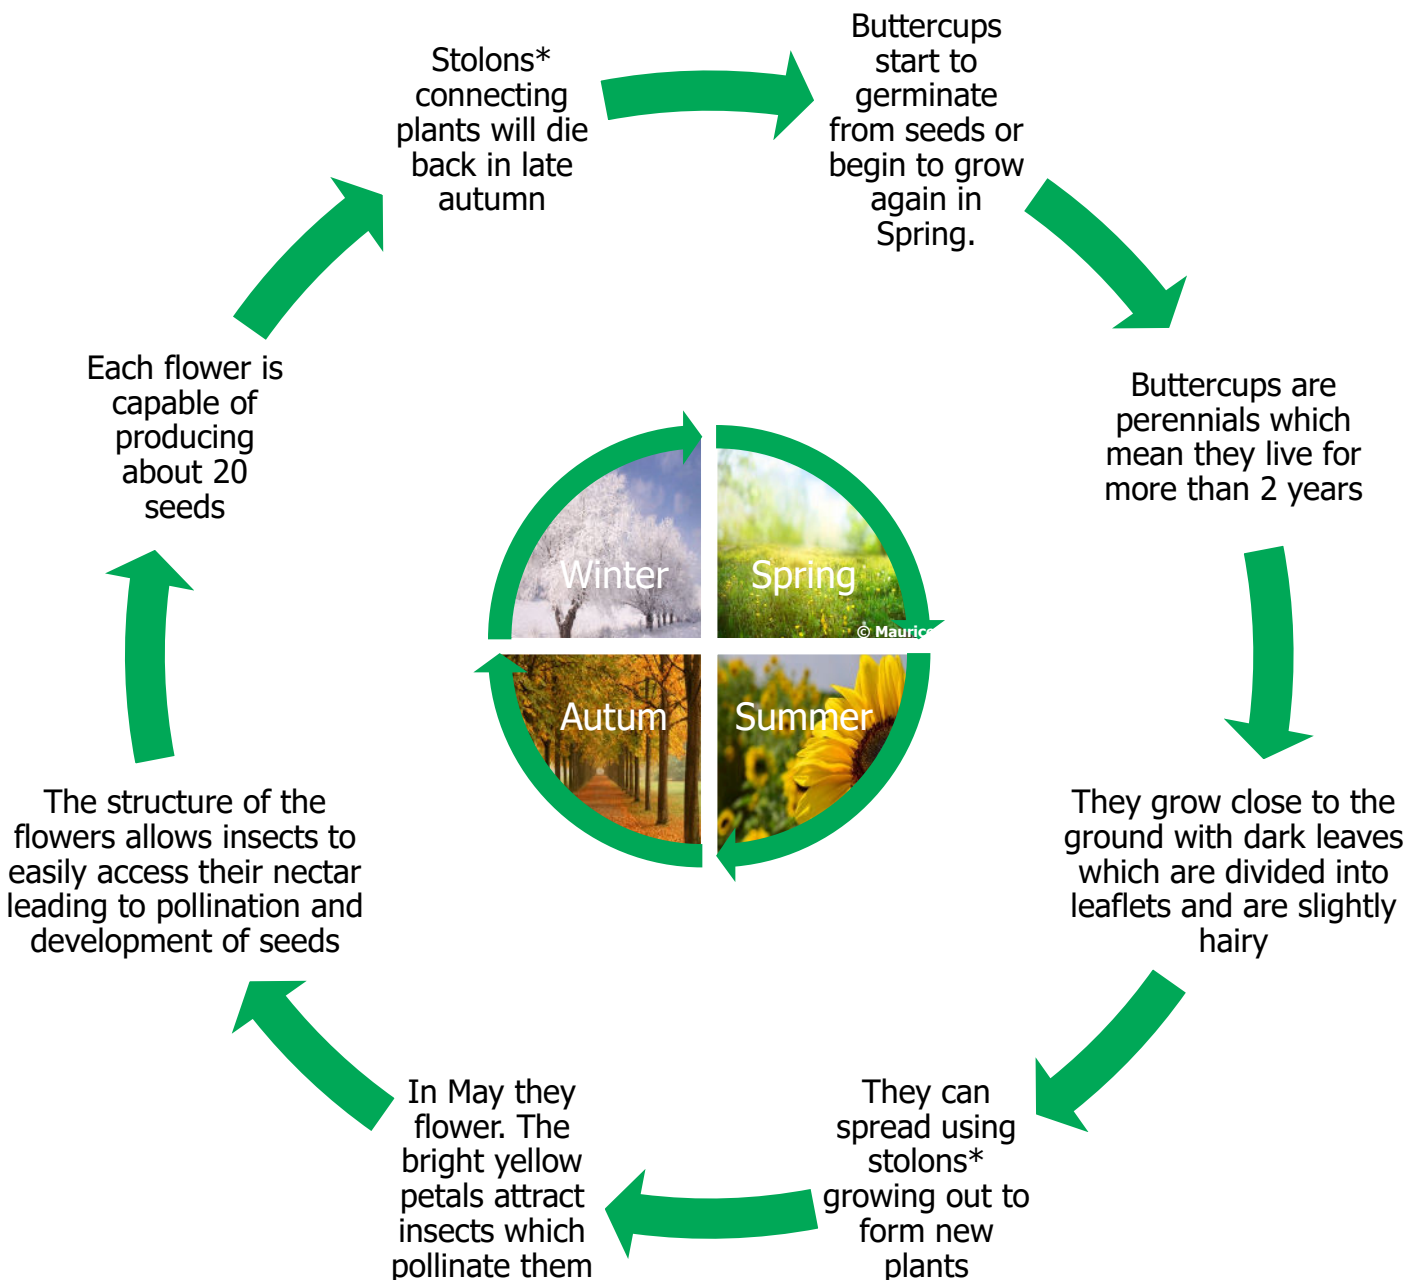 Buttercups
start to
germinate
from seeds or
begin to grow
again in
Spring.
Buttercups are
perennials which
mean they live for
more than 2 years
They grow close to the
ground with dark leaves
which are divided into
leaflets and are slightly
hairy
They can
spread using
stolons*
growing out to
form new
plants
In May they
flower. The
bright yellow
petals attract
insects which
pollinate them
The structure of the
flowers allows insects to
easily access their nectar
leading to pollination and
development of seeds
Each flower is
capable of
producing
about 20
seeds
Stolons*
connecting
plants will die
back in late
autumn
Winter
Spring
© Maurice
Autum
Summer